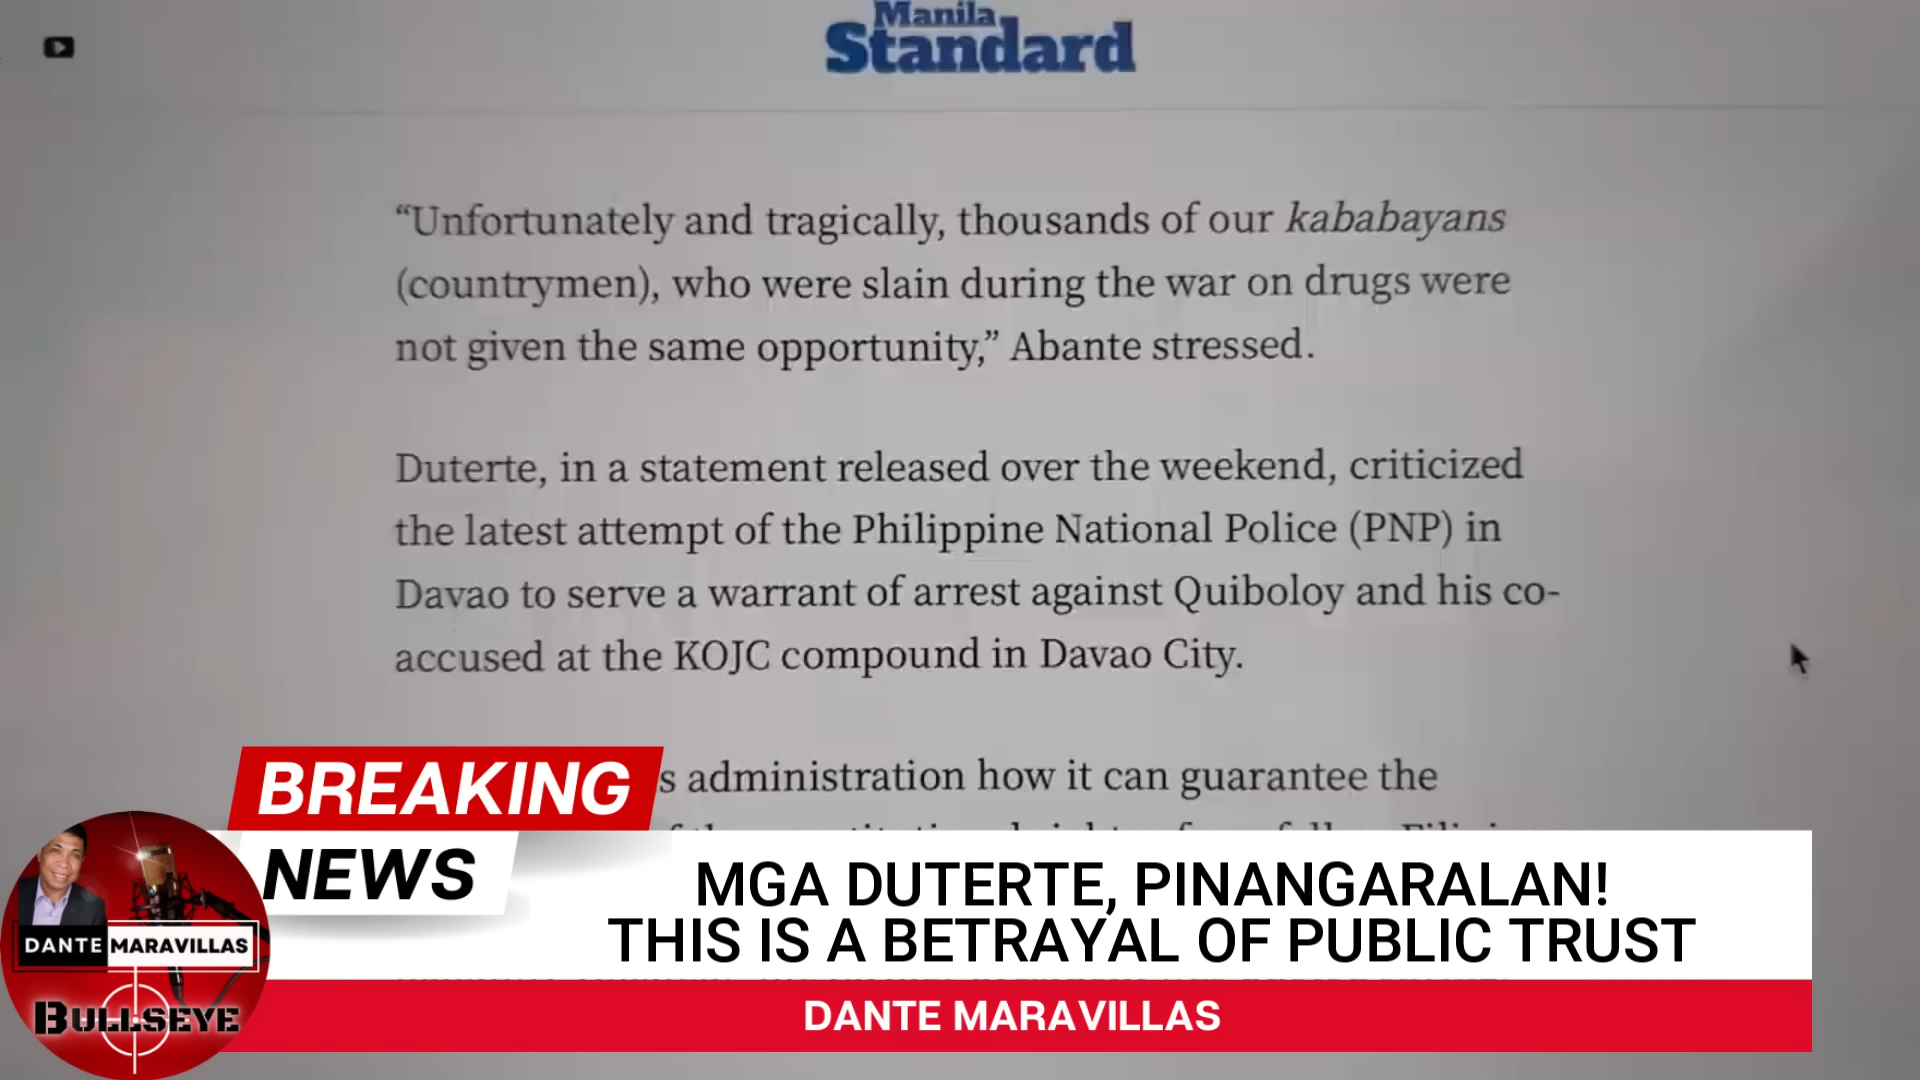 Manila
Standard
“Unfortunately and tragically, thousands of our kababayans
(countrymen), who were slain during the war on drugs were
not given the same opportunity,” Abante stressed.
Duterte, in a statement released over the weekend, criticized
the latest attempt of the Philippine National Police (PNP) in
Davao to serve a warrant of arrest against Quiboloy and his co-
accused at the KOJC compound in Davao City.
s administration how it can guarantee the
BREAKING
NEWS
MGA DUTERTE, PINANGARALAN!
THIS IS A BETRAYAL OF PUBLIC TRUST
DANTE MARAVILLAS
DANTE MARAVILLAS
BULLSEYE